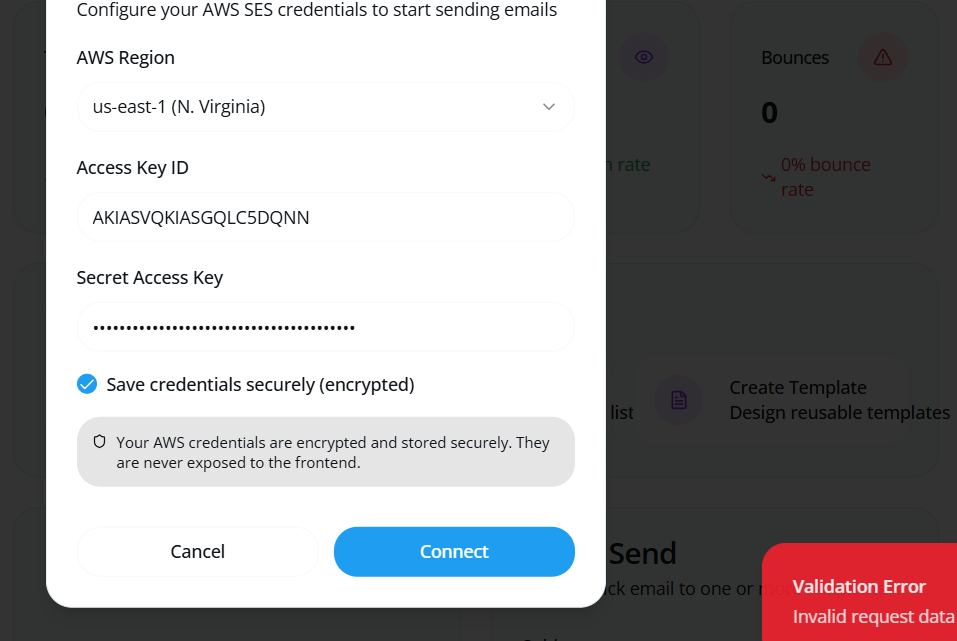 Configure your AWS SES credentials to start sending emails
AWS Region
us-east-1 (N. Virginia)
Access Key ID
AKIASVQKIASGQLC5DQNN
Secret Access Key
••••••••••••••••••••••••••••••••••••••••
Save credentials securely (encrypted)
Your AWS credentials are encrypted and stored securely. They
are never exposed to the frontend.
Cancel
Connect
rate
Bounces
0
0% bounce
rate
list
Create Template
Design reusable templates
Send
email to one or
Validation Error
Invalid request data